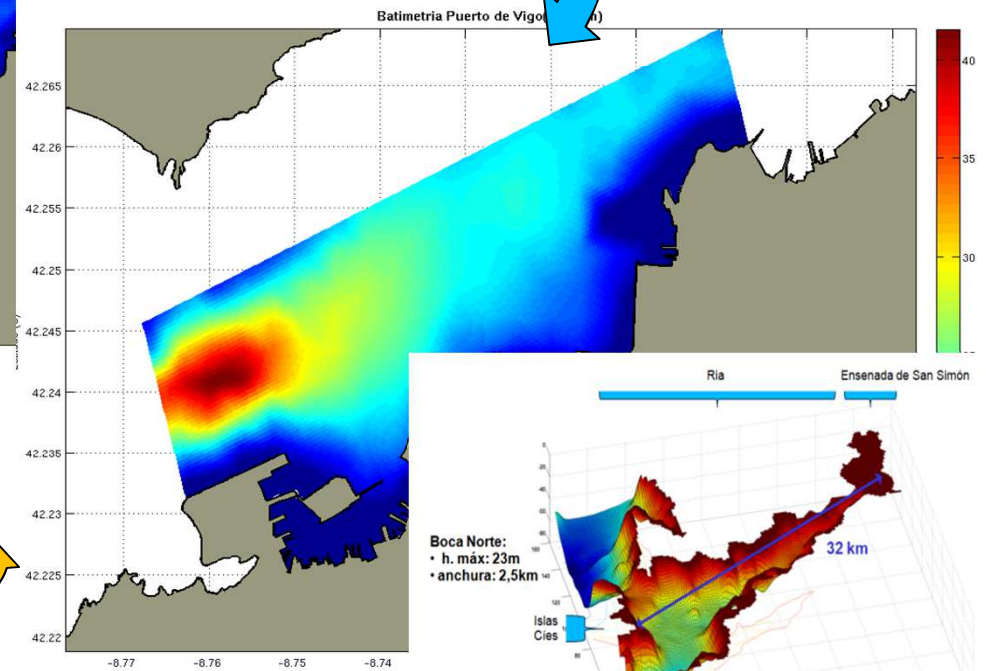 Batimetria Puerto de Vigo
42.265
42.26
42.255
42.25
42.245
42.24
42.235
42.23
42.225
42.22
-8.77
-8.76
-8.75
-8.74
40
35
30
Ria
Ensenada de San Simón
Boca Norte:
• h. máx: 23m
• anchura: 2,5km
32 km
Islas
Cíes